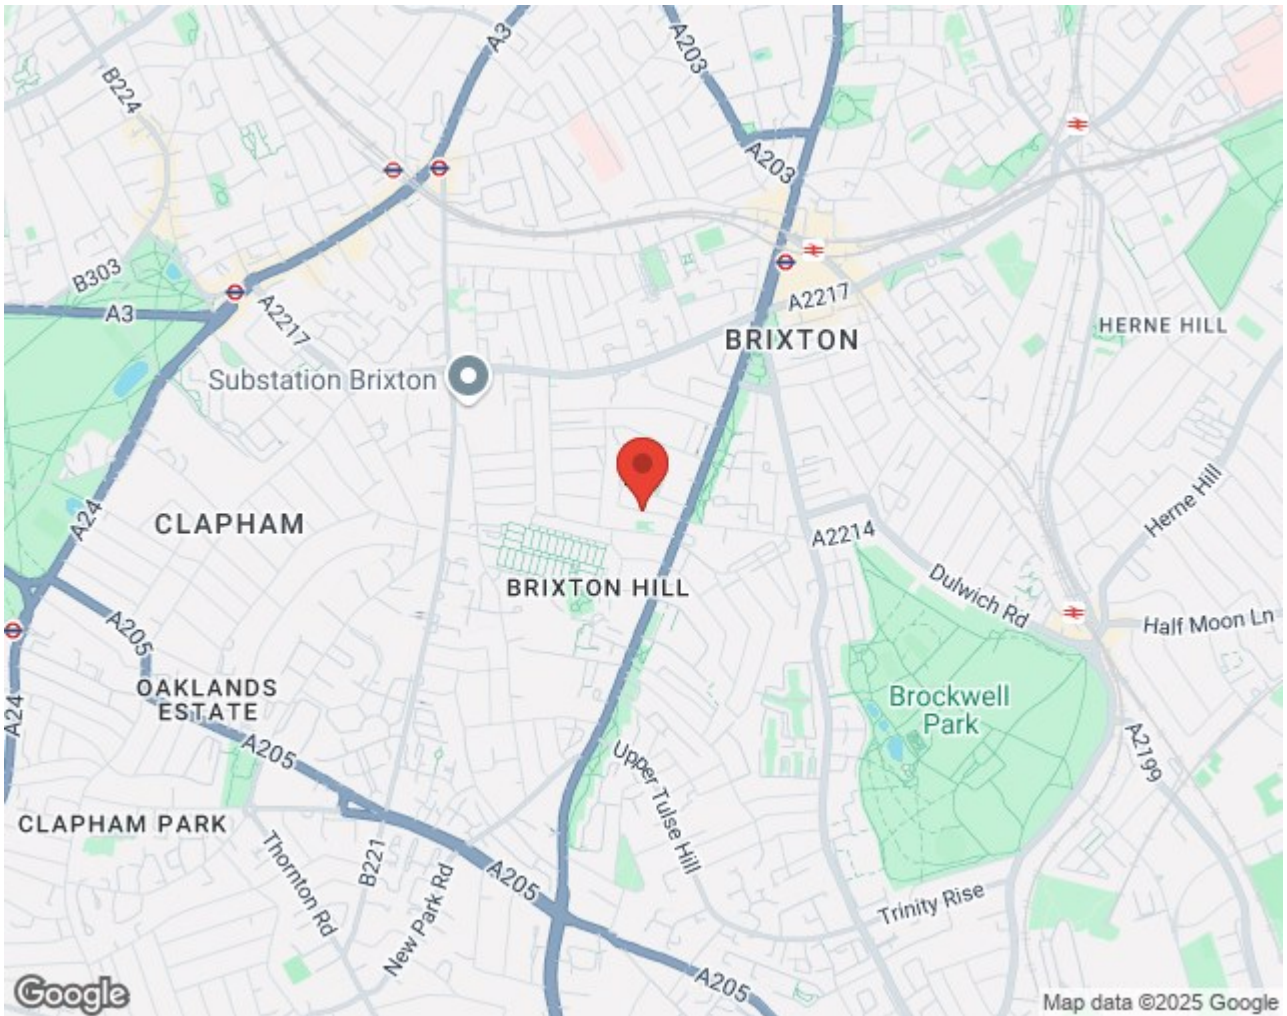 A3
A203
B224
A203
B303
A3
A2217
A2217
BRIXTON
HERNE HILL
Substation Brixton
A24
CLAPHAM
A2214
Herne Hill
BRIXTON HILL
Dulwich Rd
A205
Half Moon Ln
OAKLANDS
ESTATE
A24
Brockwell
Park
A205
A2199
Upper Tulse Hill
CLAPHAM PARK
Thornton Rd
B221
New Park Rd
A205
Trinity Rise
A205
Google
Map data ©2025 Google